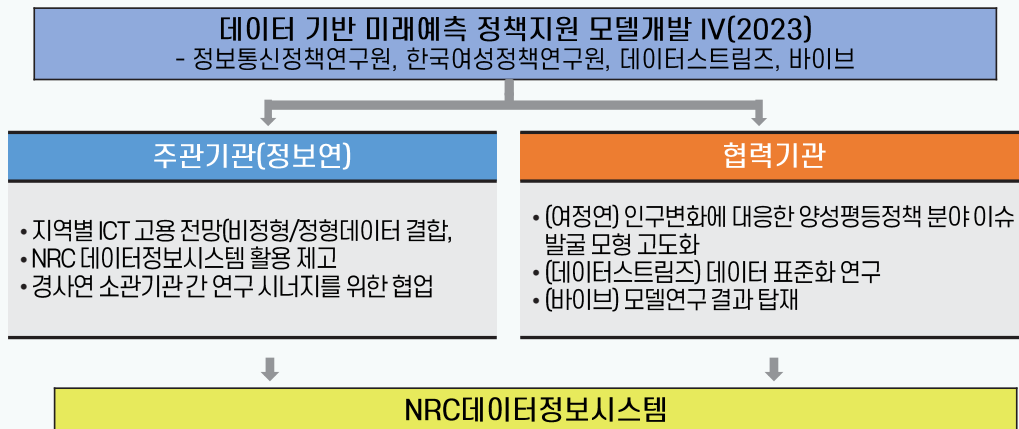 데이터 기반 미래예측 정책지원 모델개발 IV(2023)
- 정보통신정책연구원, 한국여성정책연구원, 데이터스트림즈, 바이브
주관기관(정보연)
• 지역별 ICT 고용 전망(비정형/정형데이터 결합,
• NRC 데이터정보시스템 활용 제고
• 경사연 소관기관 간 연구 시너지를 위한 협업
협력기관
• (여정연) 인구변화에 대응한 양성평등정책 분야 이슈
발굴 모형 고도화
• (데이터스트림즈) 데이터 표준화 연구
• (바이브) 모델연구 결과 탑재
NRC데이터정보시스템